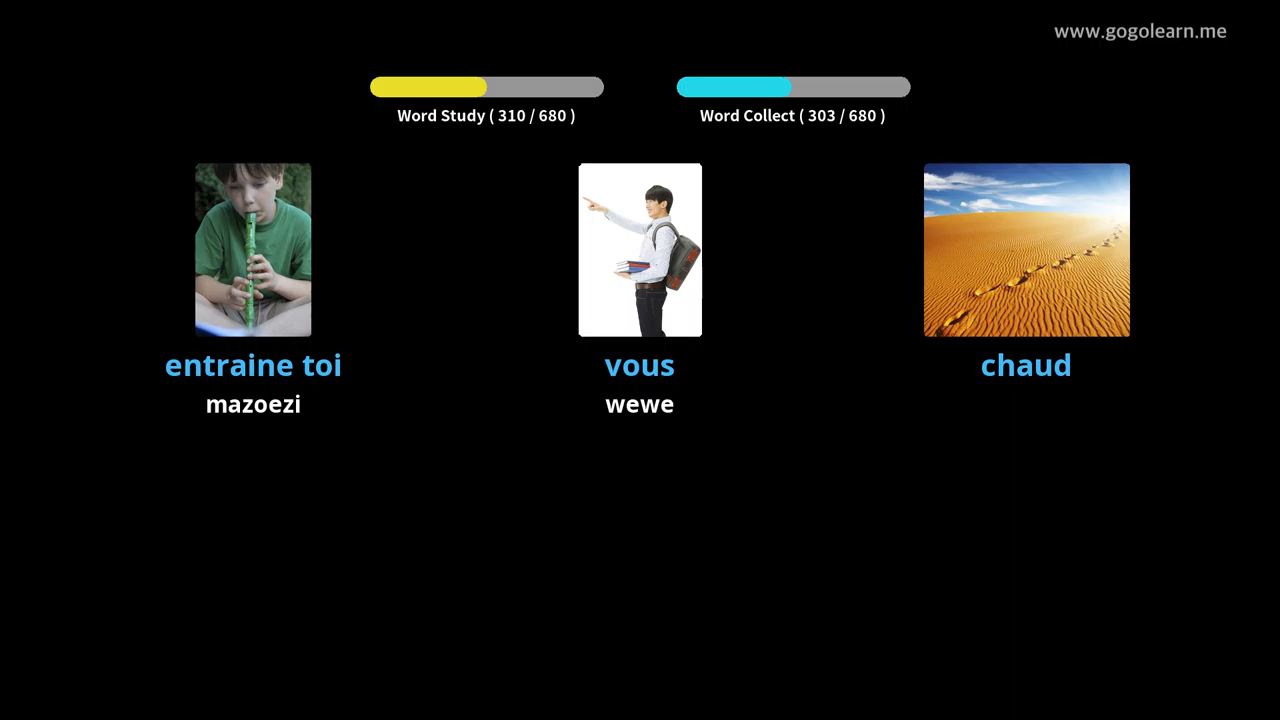 www.gogolearn.me
Word Study ( 310 / 680 )
Word Collect ( 303 / 680 )
entraine toi
vous
chaud
mazoezi
wewe